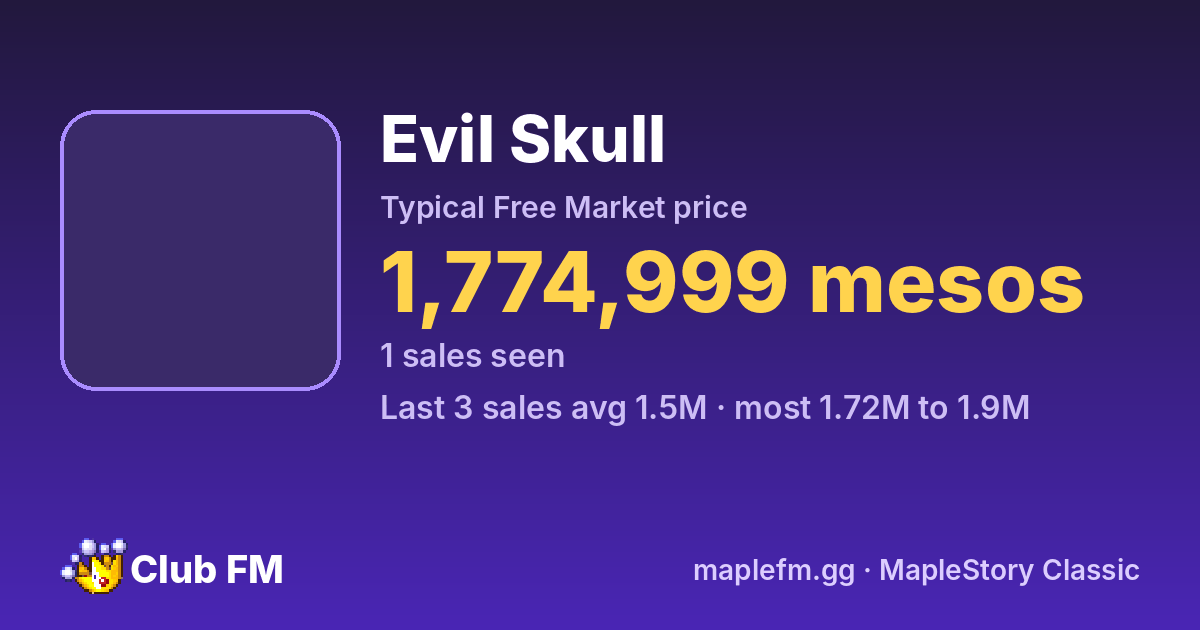 Evil Skull
Typical Free Market price
1,774,999 mesos
1 sales seen
Last 3 sales avg 1.5M · most 1.72M to 1.9M
Club FM
maplefm.gg · MapleStory Classic